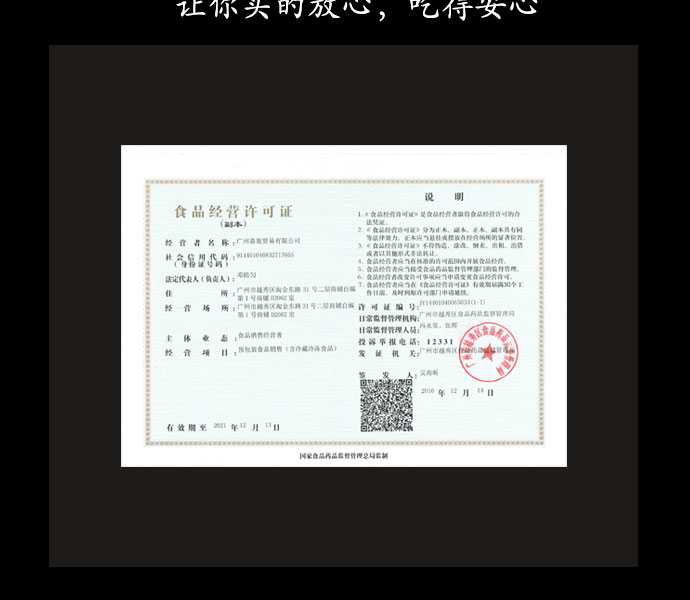 让你买的放心，吃得安心
食品经营许可证
（副本）
经营者名称：广州嘉胤贸易有限公司
社会信用代码：
（身份证号码）
法定代表人（负责人）：邓皓匀
住所：广州市越秀区淘金东路31号二层商铺自编
第1号商铺D2062室
经营场所：广州市越秀区淘金东路31号二层商铺自编
第1号商铺D2062室
主体业态：食品销售经营者
经营项目：预包装食品销售（含冷藏冷冻食品）
有效期至 2021 年 12 月 13 日
说明
1.《食品经营许可证》是食品经营者取得食品经营许可的合
法凭证。
2.《食品经营许可证》分为正本、副本。正本、副本具有同
等法律效力。正本应当悬挂或摆放在经营场所的显著位置。
3.《食品经营许可证》不得伪造、涂改、倒卖、出租、出借
或者以其他形式非法转让。
4.食品经营者应当在核准的许可范围内开展食品经营。
5.食品经营者应当接受食品药品监督管理部门的监督管理。
6.食品经营者改变许可事项应当申请变更食品经营许可。
7.食品经营者应当在《食品经营许可证》有效期届满30个工
作日前，及时到原许可部门申请延续。
许可证编号：
日常监督管理机构：广州市越秀区食品药品监督管理局
日常监督管理人员：
投诉举报电话：12331
发证机关：广州市越秀区食品药品监督管理局
签发人：吴海昕
2016 年 12 月 14 日
国家食品药品监督管理总局监制